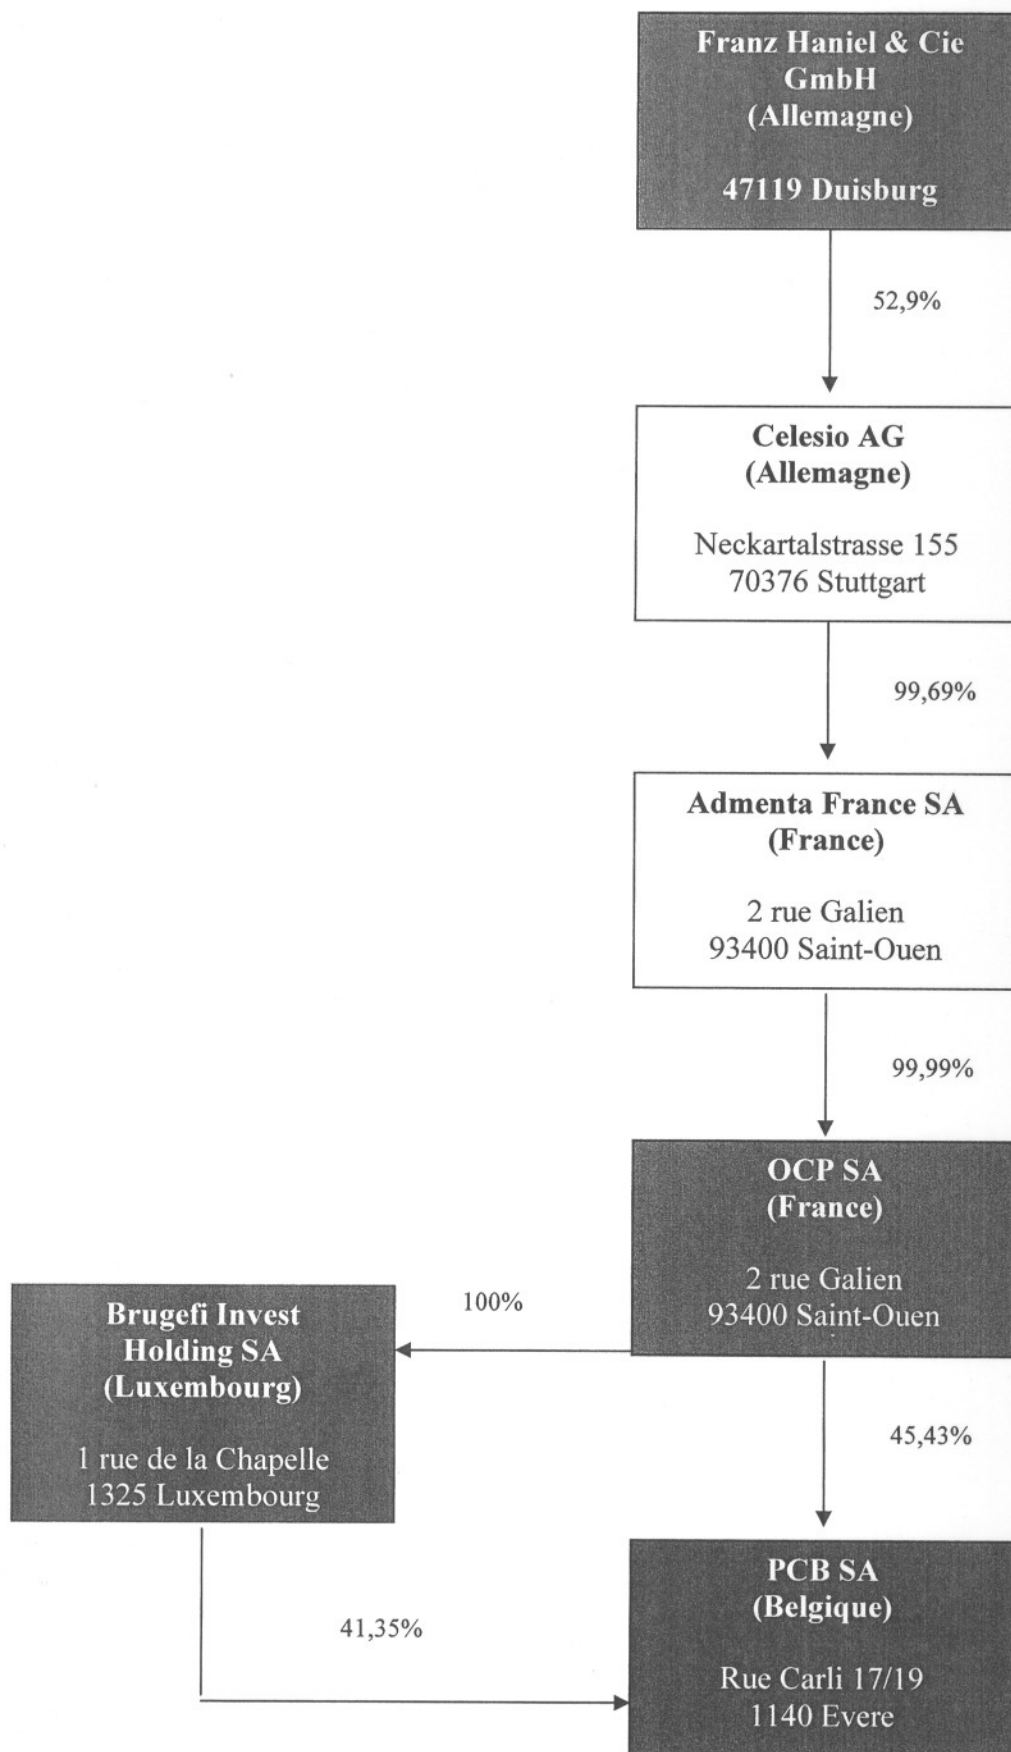 Franz Haniel & Cie
GmbH
(Allemagne)
47119 Duisburg
52,9%
Celesio AG
(Allemagne)
Neckartalstrasse 155
70376 Stuttgart
99,69%
Admenta France SA
(France)
2 rue Galien
93400 Saint-Ouen
99,99%
OCP SA
(France)
2 rue Galien
93400 Saint-Ouen
100%
Brugefi Invest
Holding SA
(Luxembourg)
1 rue de la Chapelle
1325 Luxembourg
45,43%
41,35%
PCB SA
(Belgique)
Rue Carli 17/19
1140 Evere